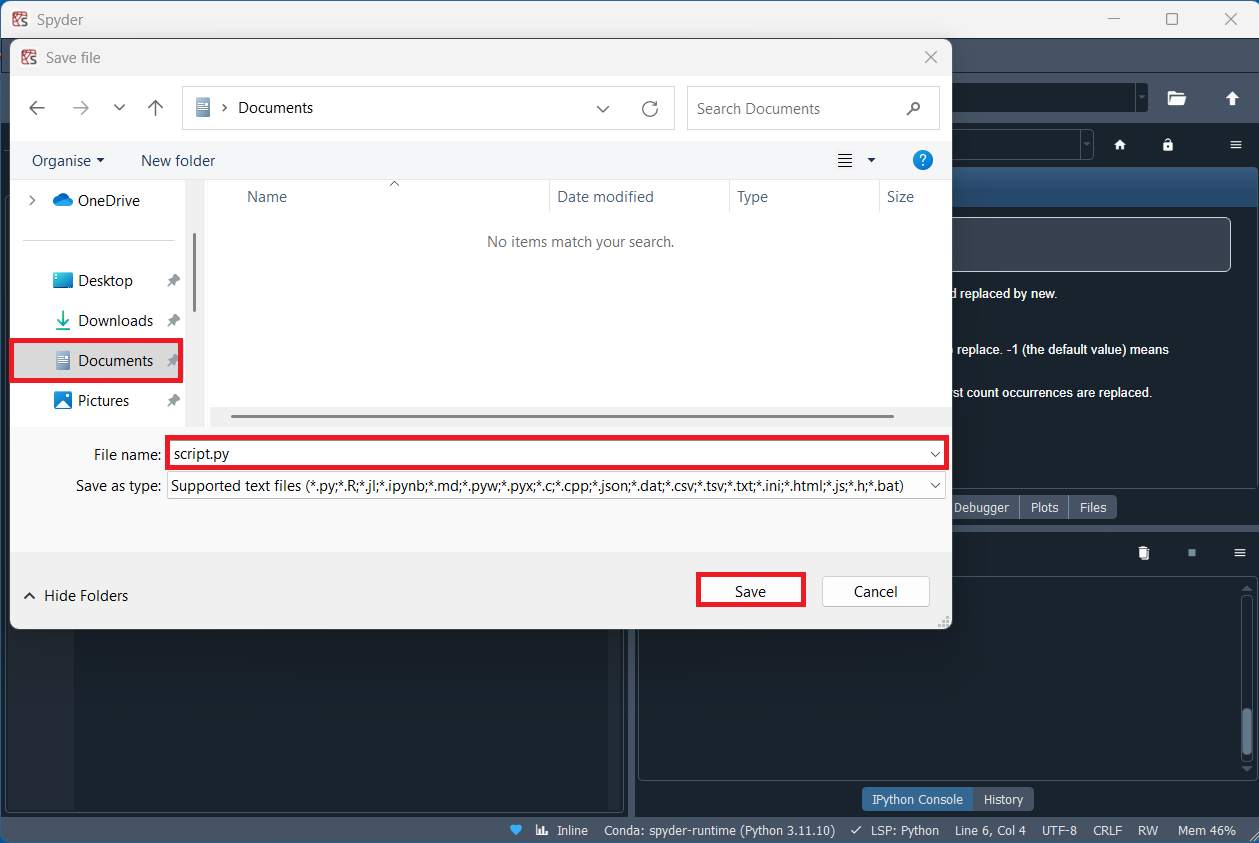 Spyder
Save file
Documents
Search Documents
Organise
New folder
?
OneDrive
Name
Date modified
Type
Size
No items match your search.
Desktop
Downloads
Documents
Pictures
replaced by new.
replace. -1 (the default value) means
count occurrences are replaced.
File name: script.py
Save as type: Supported text files (*.py;*.R;*.jl;*.ipynb;*.md;*.pyw;*.pyx;*.c;*.cpp;*.json;*.dat;*.csv;*.tsv;*.txt;*.ini;*.html;*.js;*.h;*.bat)
Debugger
Plots
Files
Hide Folders
Save
Cancel
IPython Console
History
Inline
Conda: spyder-runtime (Python 3.11.10)
LSP: Python
Line 6, Col 4
UTF-8
CRLF
RW
Mem 46%